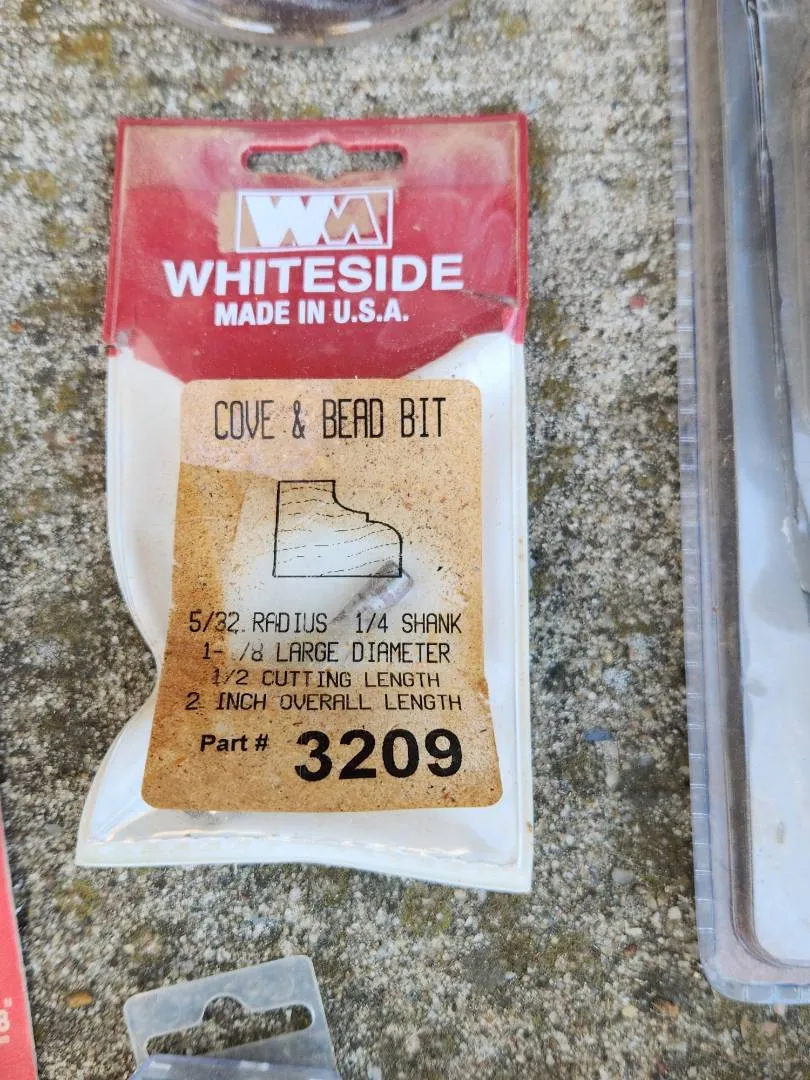 WHITESIDE
MADE IN U.S.A.
COVE & BEAD BIT
5/32 RADIUS 1/4 SHANK
LARGE DIAMETER
1/2 CUTTING LENGTH
2 INCH OVERALL LENGTH
Part # 3209